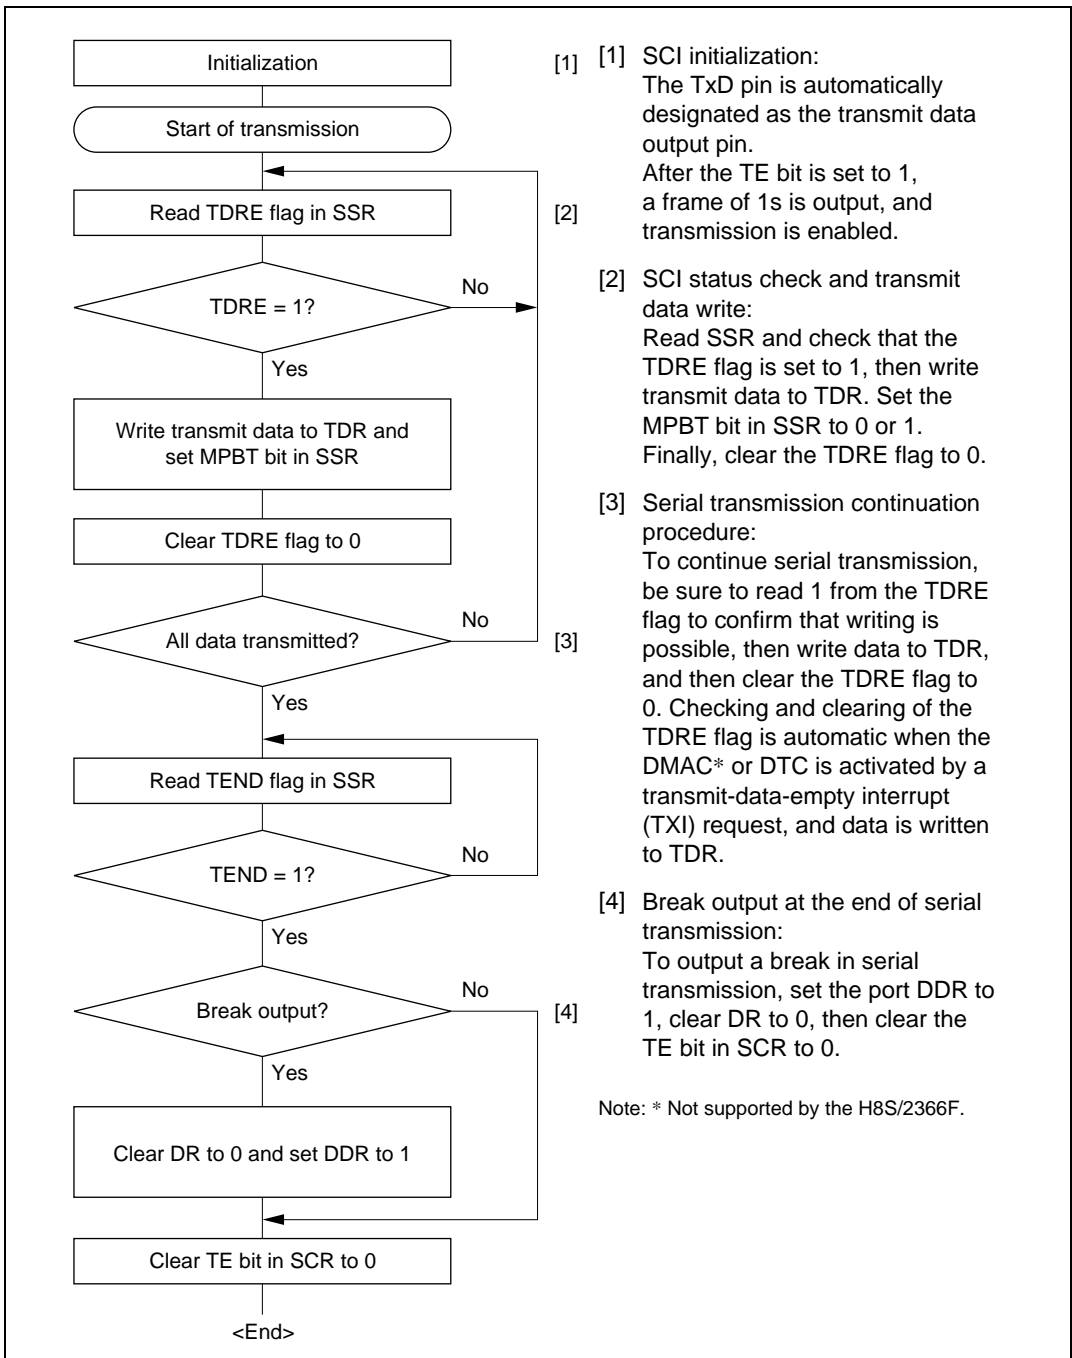 Initialization
[1]
Start of transmission
Read TDRE flag in SSR
[2]
No
TDRE = 1?
Yes
Write transmit data to TDR and
set MPBT bit in SSR
Clear TDRE flag to 0
No
All data transmitted?
[3]
Yes
Read TEND flag in SSR
No
TEND = 1?
Yes
No
Break output?
[4]
Yes
Clear DR to 0 and set DDR to 1
Clear TE bit in SCR to 0
<End>
[1] SCI initialization:
The TxD pin is automatically
designated as the transmit data
output pin.
After the TE bit is set to 1,
a frame of 1s is output, and
transmission is enabled.
[2] SCI status check and transmit
data write:
Read SSR and check that the
TDRE flag is set to 1, then write
transmit data to TDR. Set the
MPBT bit in SSR to 0 or 1.
Finally, clear the TDRE flag to 0.
[3] Serial transmission continuation
procedure:
To continue serial transmission,
be sure to read 1 from the TDRE
flag to confirm that writing is
possible, then write data to TDR,
and then clear the TDRE flag to
0. Checking and clearing of the
TDRE flag is automatic when the
DMAC* or DTC is activated by a
transmit-data-empty interrupt
(TXI) request, and data is written
to TDR.
[4] Break output at the end of serial
transmission:
To output a break in serial
transmission, set the port DDR to
1, clear DR to 0, then clear the
TE bit in SCR to 0.
Note: * Not supported by the H8S/2366F.